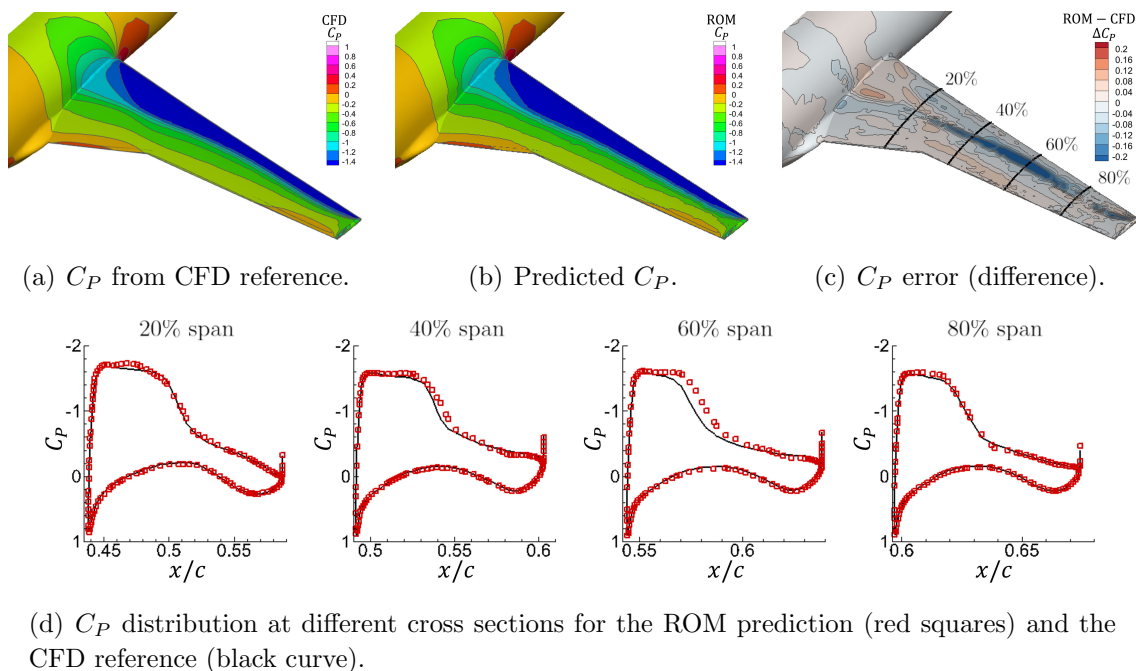 CFD
C_P
1
0.8
0.6
0.4
0.2
0
-0.2
-0.4
-0.6
-0.8
-1
-1.2
-1.4
ROM
C_P
1
0.8
0.6
0.4
0.2
0
-0.2
-0.4
-0.6
-0.8
-1
-1.2
-1.4
ROM − CFD
ΔC_P
0.2
0.16
0.12
0.08
0.04
0
-0.04
-0.08
-0.12
-0.16
-0.2
20%
40%
60%
80%
(a) C_P from CFD reference.
(b) Predicted C_P.
(c) C_P error (difference).
20% span
-2
-1
0
1
C_P
0.45 0.5 0.55
x/c
40% span
-2
-1
0
1
C_P
0.5 0.55 0.6
x/c
60% span
-2
-1
0
1
C_P
0.55 0.6
x/c
80% span
-2
-1
0
1
C_P
0.6 0.65
x/c
(d) C_P distribution at different cross sections for the ROM prediction (red squares) and the
CFD reference (black curve).